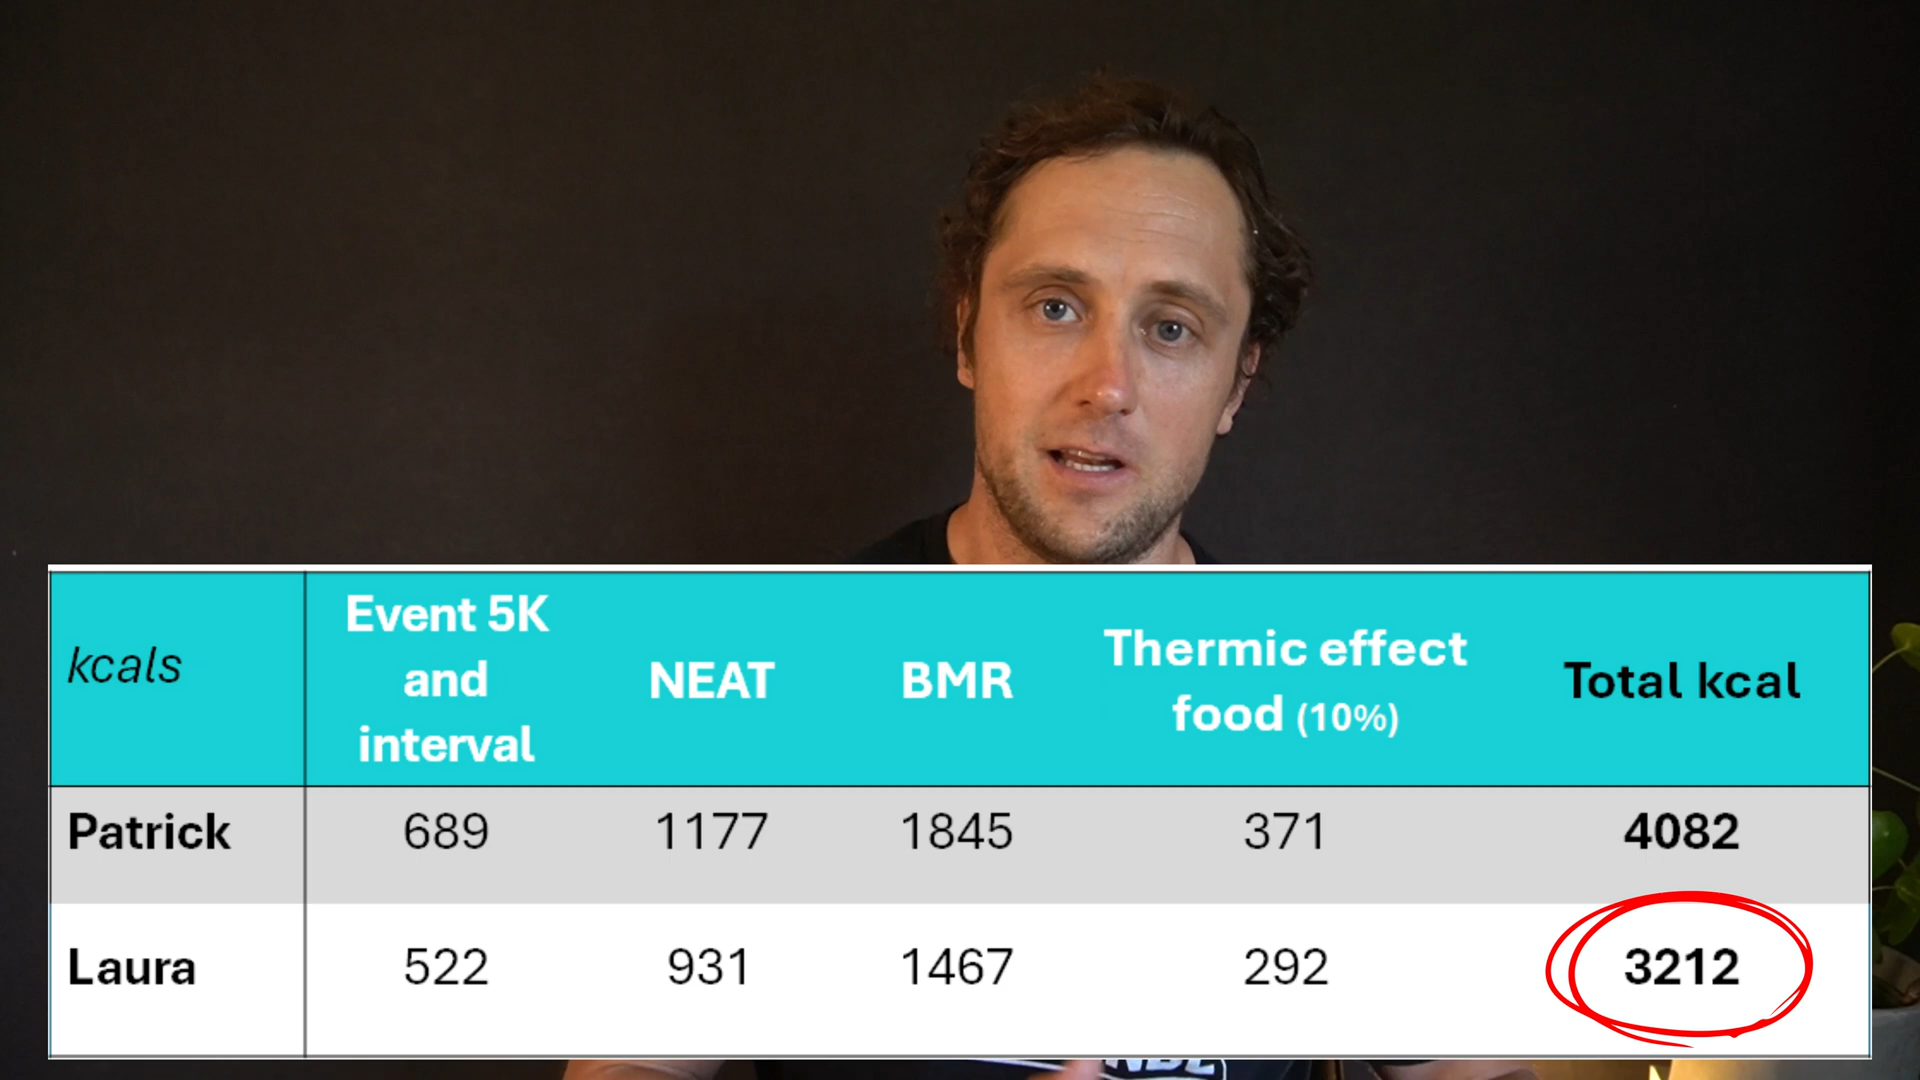 kcals
Event 5K
and
interval
NEAT
BMR
Thermic effect
food (10%)
Total kcal
Patrick 689 1177 1845 371 4082
Laura 522 931 1467 292 3212